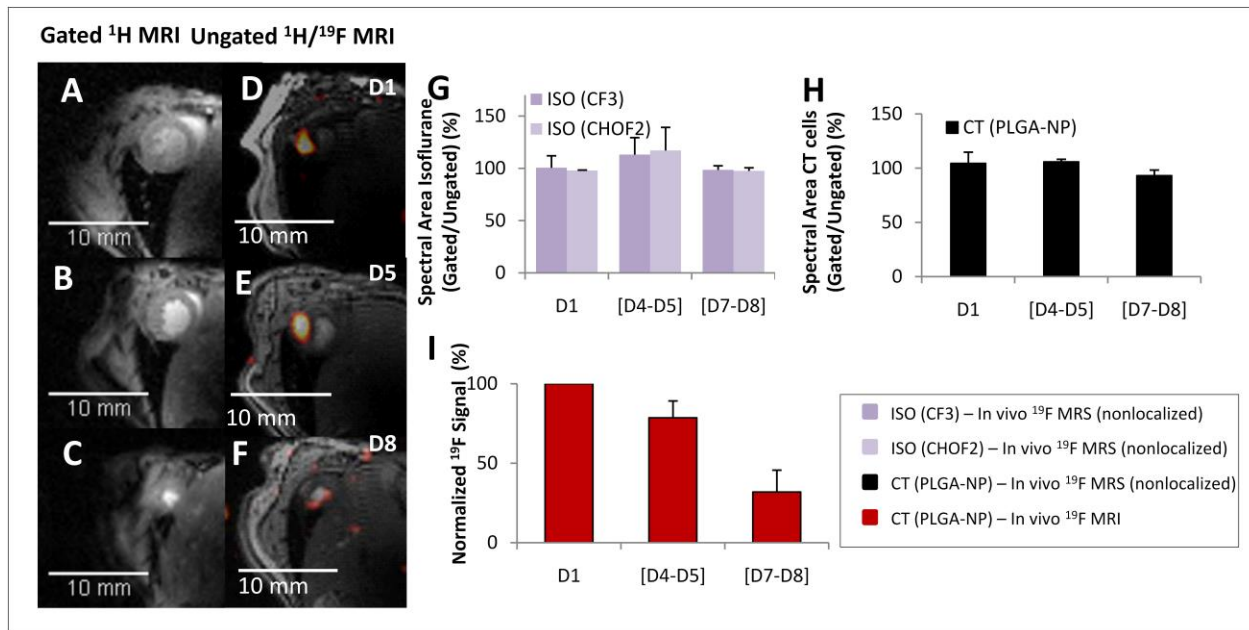 Gated ¹H MRI Ungated ¹H/¹⁹F MRI
A
D
D1
10 mm
10 mm
B
E
D5
10 mm
10 mm
C
F
D8
10 mm
10 mm
G
Spectral Area Isoflurane
(Gated/Ungated) (%)
ISO (CF3)
ISO (CHOF2)
150
100
50
0
D1
[D4-D5]
[D7-D8]
H
Spectral Area CT cells
(Gated/Ungated) (%)
CT (PLGA-NP)
150
100
50
0
D1
[D4-D5]
[D7-D8]
I
Normalized ¹⁹F Signal (%)
100
50
0
D1
[D4-D5]
[D7-D8]
ISO (CF3) – In vivo ¹⁹F MRS (nonlocalized)
ISO (CHOF2) – In vivo ¹⁹F MRS (nonlocalized)
CT (PLGA-NP) – In vivo ¹⁹F MRS (nonlocalized)
CT (PLGA-NP) – In vivo ¹⁹F MRI